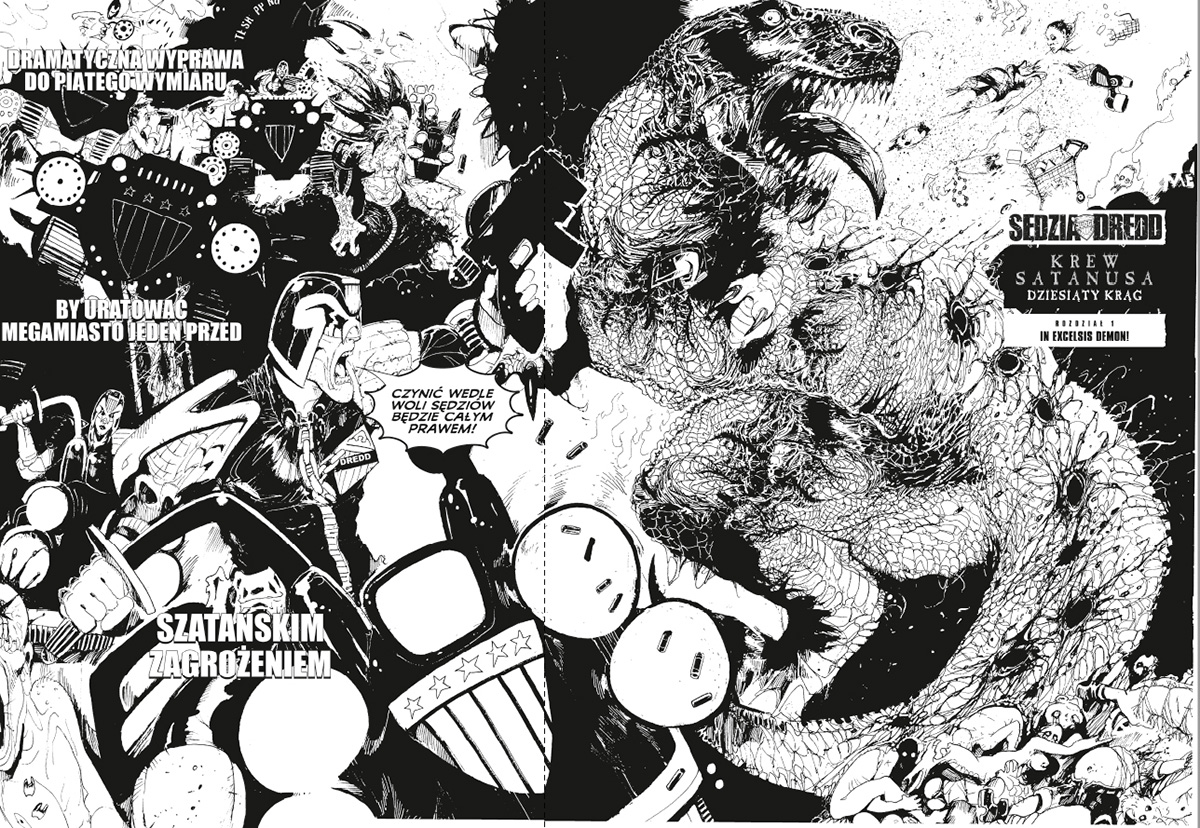 DRAMATYCZNA WYPRAWA
DO PIĄTEGO WYMIARU
BY URATOWAĆ
MEGAMIASTO JEDEN PRZED
CZYNIĆ WEDLE
WOLI SĘDZIÓW
BĘDZIE CAŁYM
PRAWEM!
DREDD
SZATAŃSKIM
ZAGROŻENIEM
SĘDZIA DREDD
KREW
SATANUSA
DZIESIĄTY KRĄG
ROZDZIAŁ 1
IN EXCELSIS DEMON!